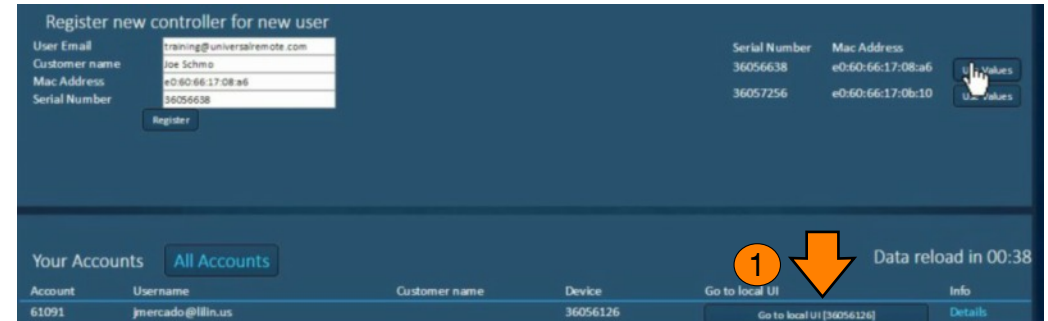 Register new controller for new user
User Email training@universalremote.com
Customer name Joe Schmo
Mac Address e0:60:66:17:08:a6
Serial Number 36056638
Register
Serial Number Mac Address
36056638 e0:60:66:17:08:a6 Values
36057256 e0:60:66:17:0b:10 Values
Your Accounts All Accounts
1
Data reload in 00:38
Account Username Customer name Device Go to local UI Info
61091 jmercado@lilin.us 36056126 Go to local UI [36056126] Details